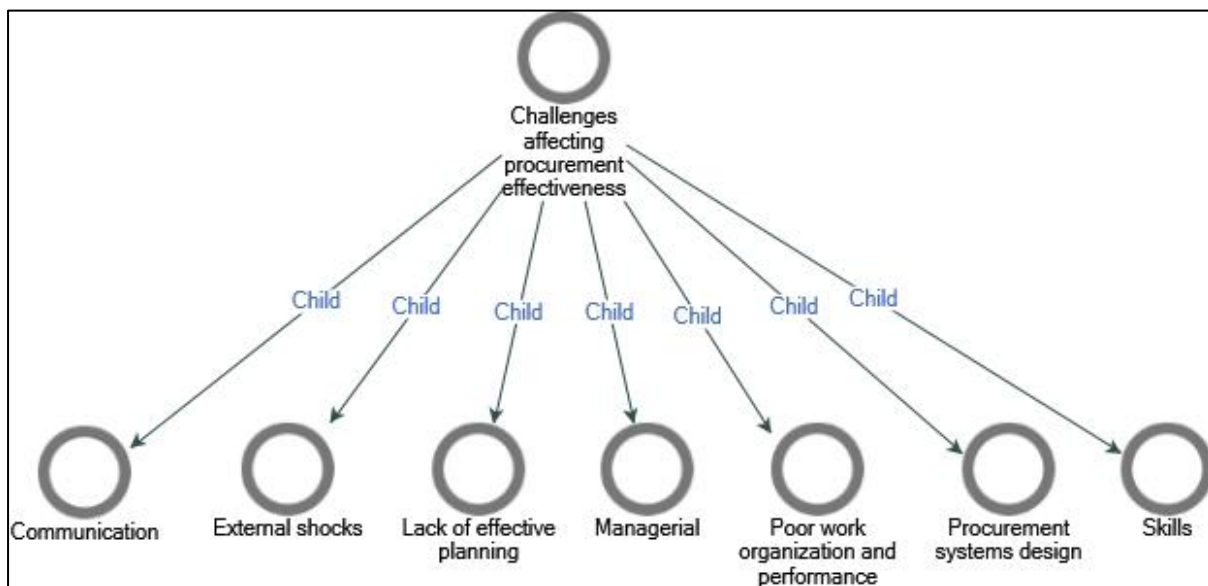 Challenges
affecting
procurement
effectiveness
Child
Child
Child
Child
Child
Child
Child
Communication
External shocks
Lack of effective
planning
Managerial
Poor work
organization and
performance
Procurement
systems design
Skills